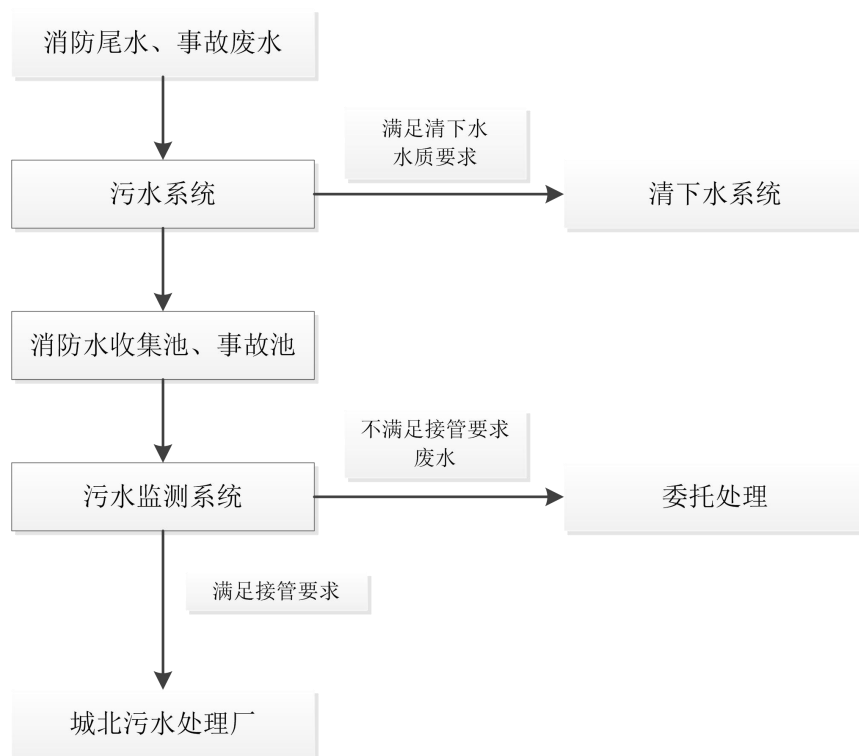 消防尾水、事故废水
满足清下水
水质要求
污水系统
清下水系统
消防水收集池、事故池
不满足接管要求
废水
污水监测系统
委托处理
满足接管要求
城北污水处理厂